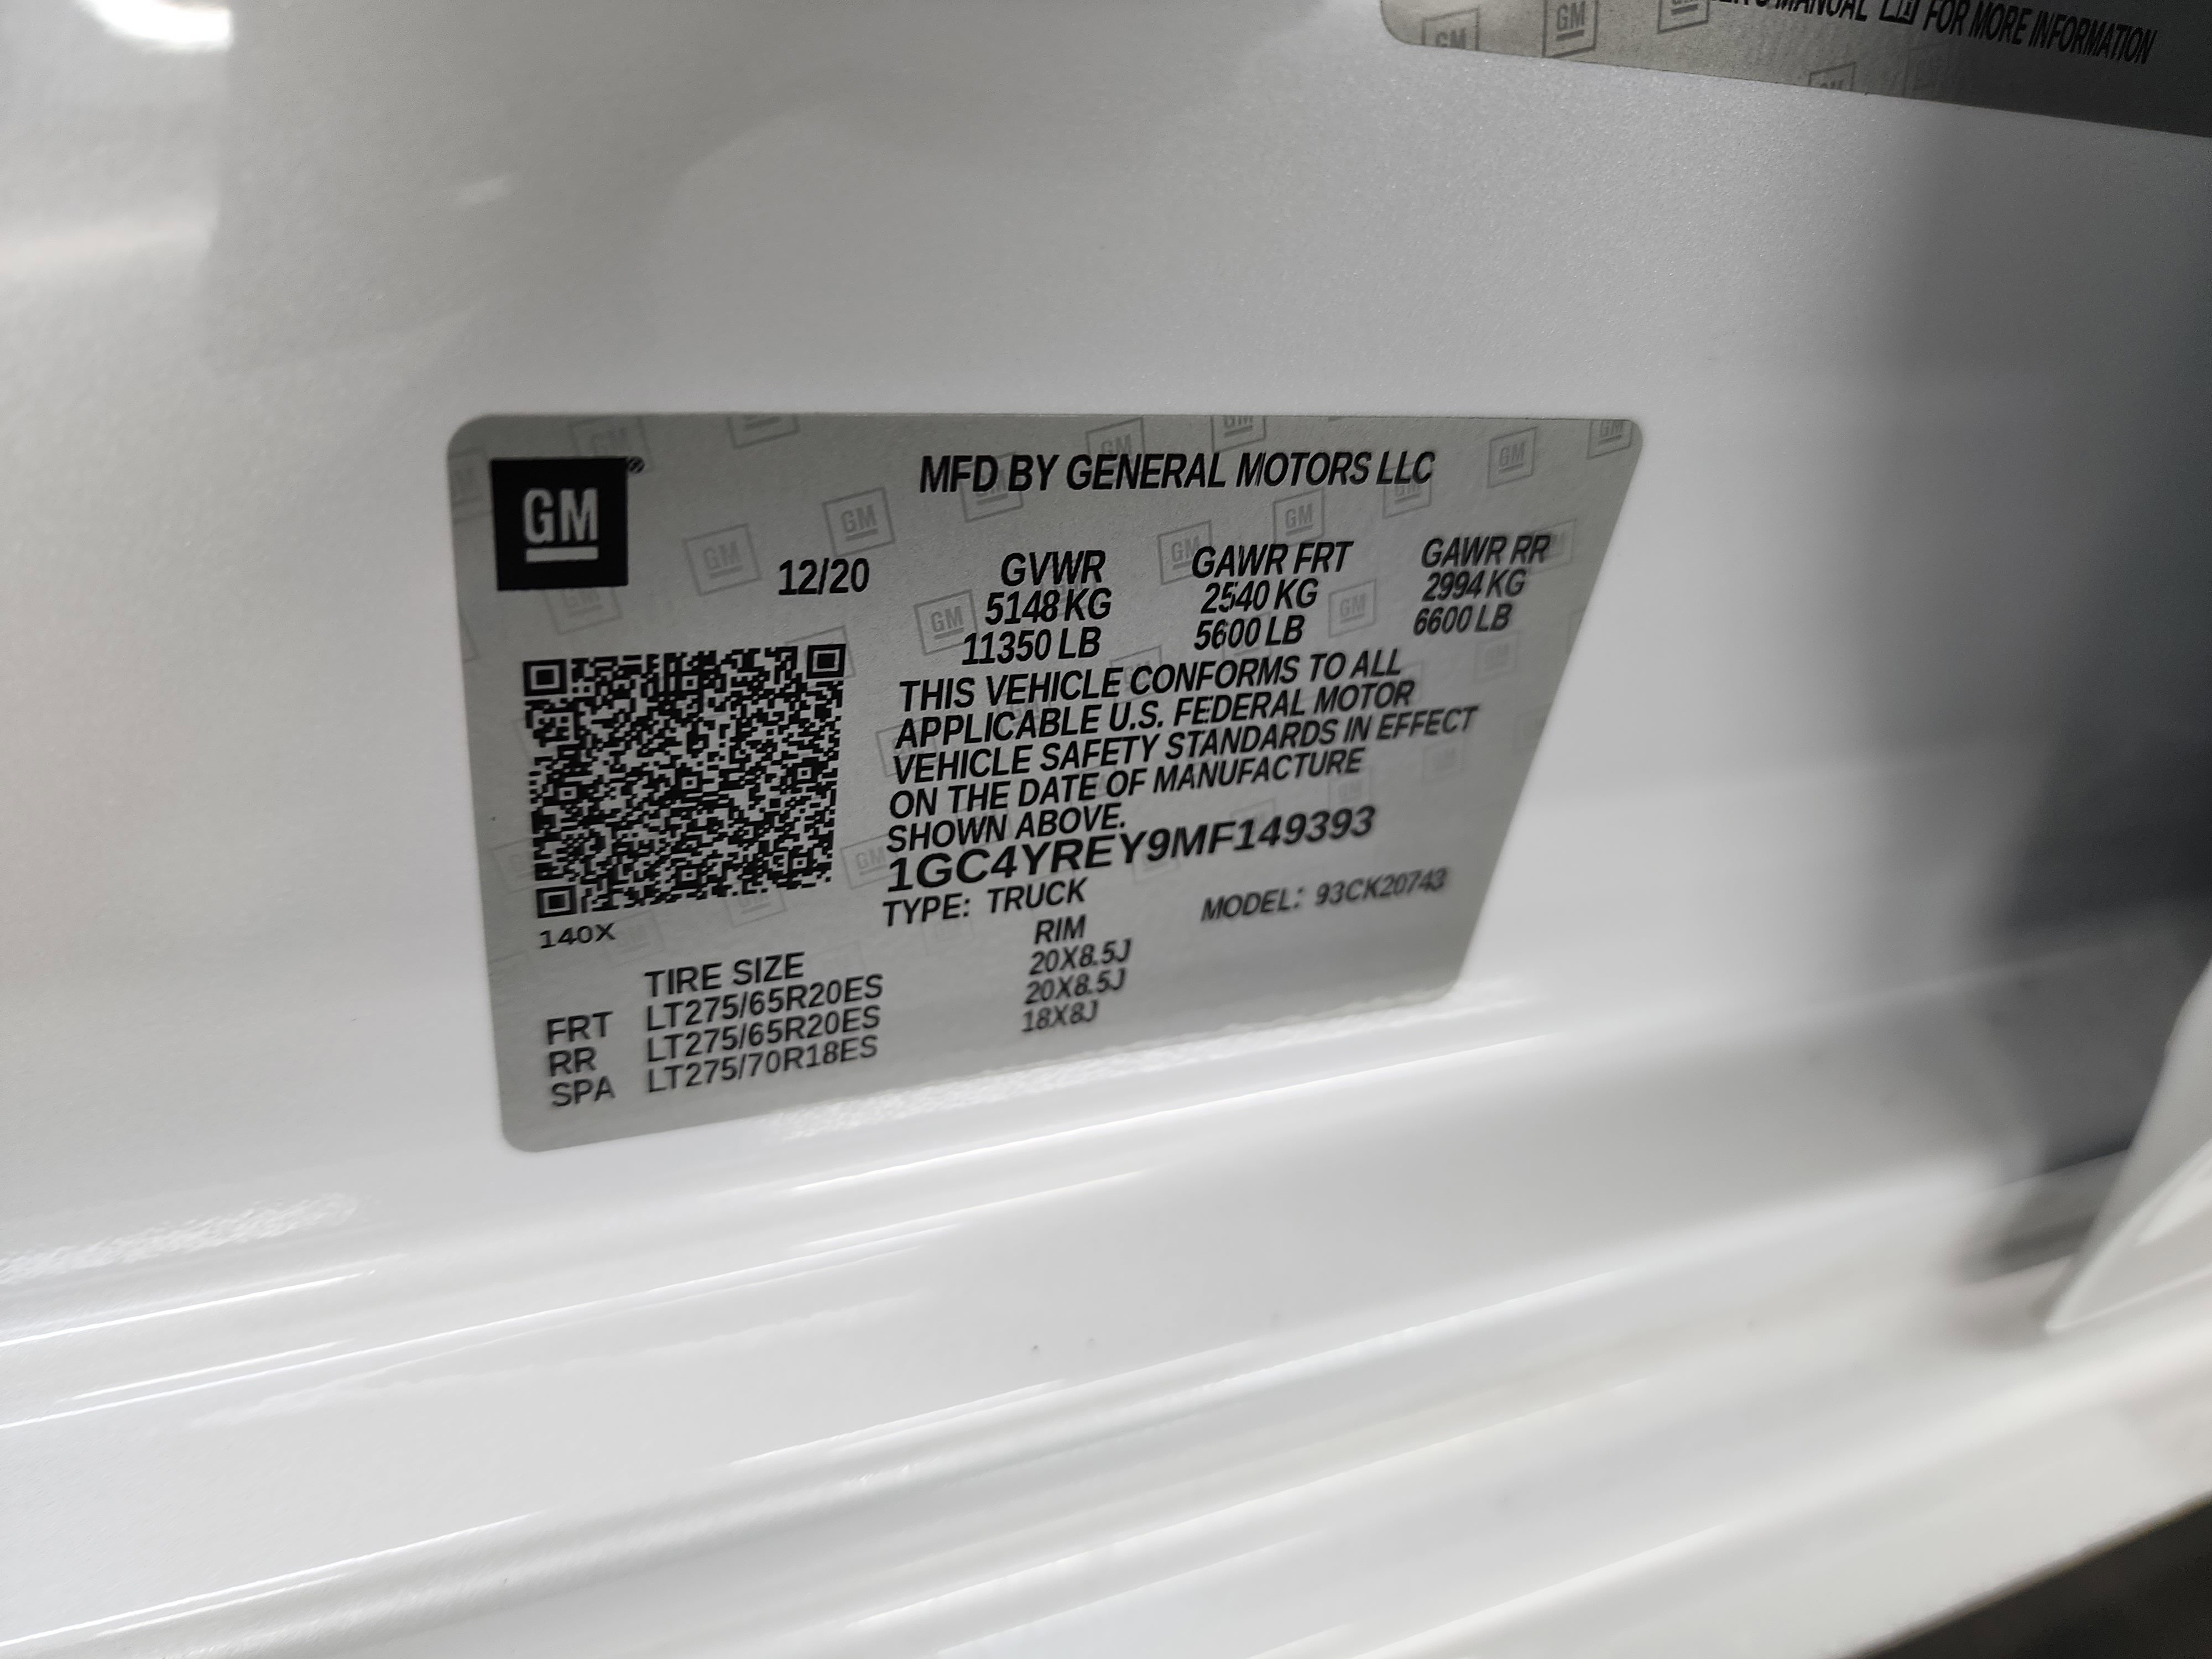 MANUAL FOR MORE INFORMATION
GM
MFD BY GENERAL MOTORS LLC
12/20 GVWR GAWR FRT GAWR RR
5148 KG 2540 KG 2994 KG
11350 LB 5600 LB 6600 LB
THIS VEHICLE CONFORMS TO ALL
APPLICABLE U.S. FEDERAL MOTOR
VEHICLE SAFETY STANDARDS IN EFFECT
ON THE DATE OF MANUFACTURE
SHOWN ABOVE.
1GC4YREY9MF149393
TYPE: TRUCK MODEL: 93CK20743
140X
TIRE SIZE RIM
FRT LT275/65R20ES 20X8.5J
RR LT275/65R20ES 20X8.5J
SPA LT275/70R18ES 18X8J